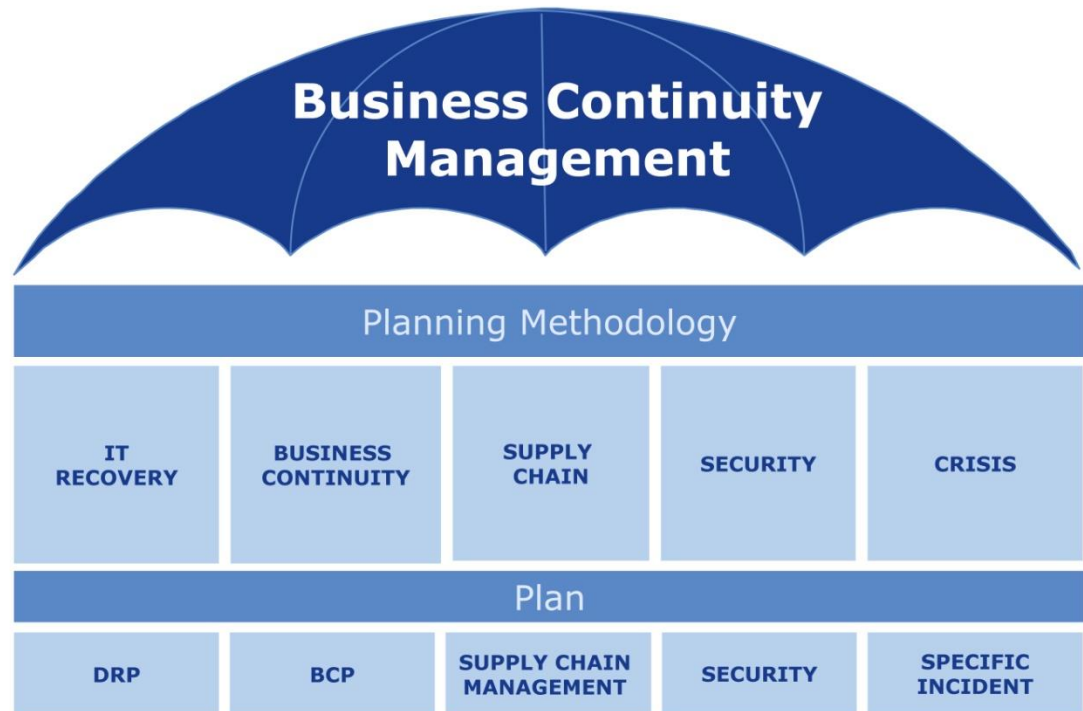 Business Continuity
Management
Planning Methodology
IT
RECOVERY
BUSINESS
CONTINUITY
SUPPLY
CHAIN
SECURITY
CRISIS
Plan
DRP
BCP
SUPPLY CHAIN
MANAGEMENT
SECURITY
SPECIFIC
INCIDENT